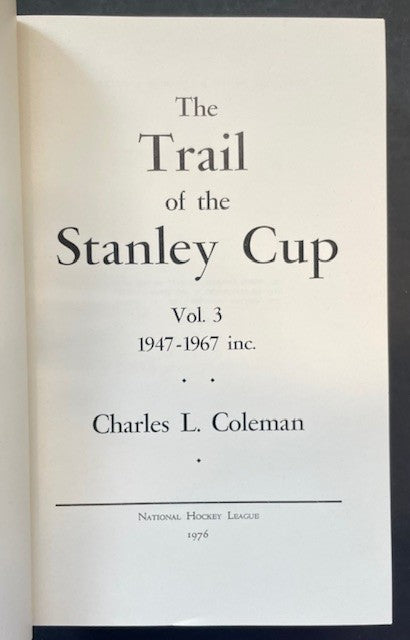 The
Trail
of the
Stanley Cup
Vol. 3
1947-1967 inc.
Charles L. Coleman
National Hockey League
1976